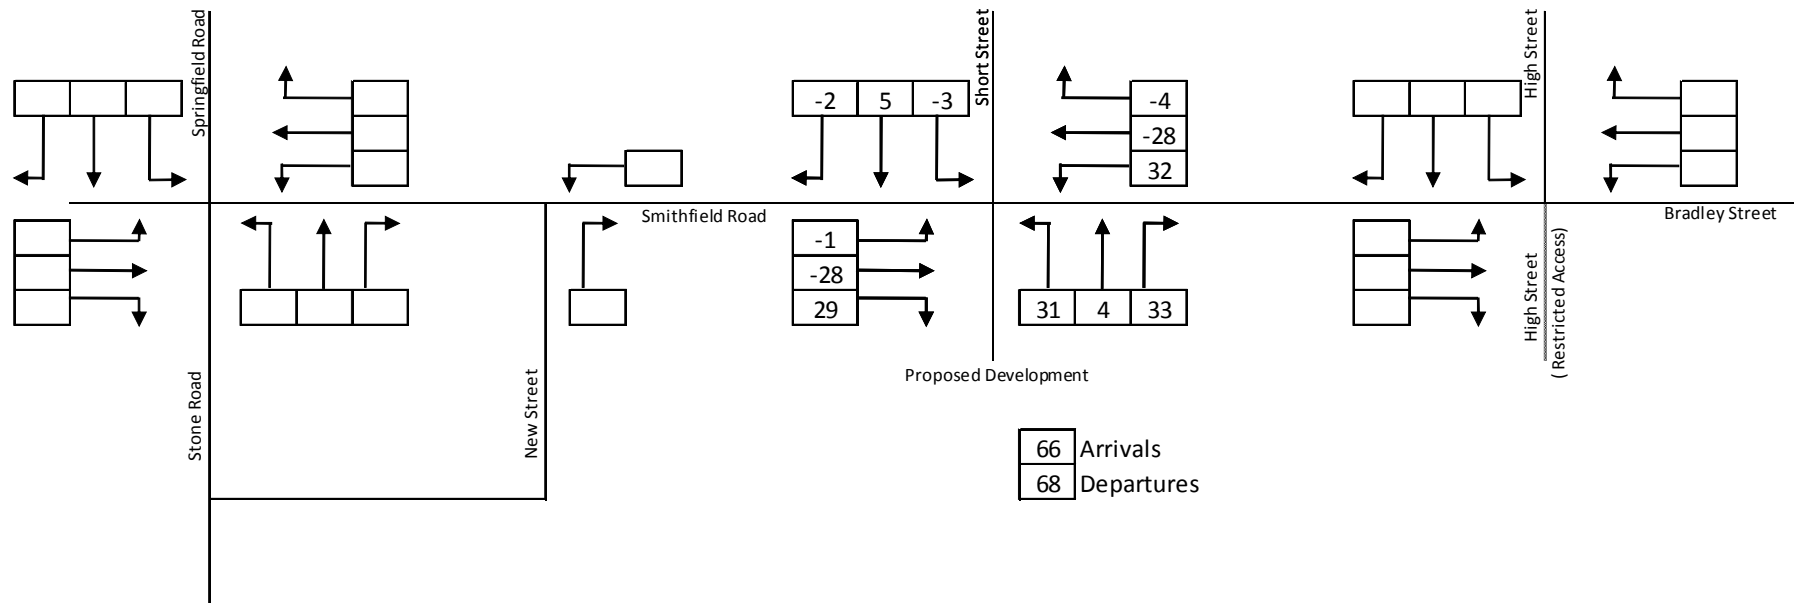 Springfield Road
Short Street
High Street
-2 5 -3
-4
-28
32
Smithfield Road
Bradley Street
-1
-28
29
31 4 33
High Street
( Restricted Access)
Proposed Development
Stone Road
New Street
66 Arrivals
68 Departures